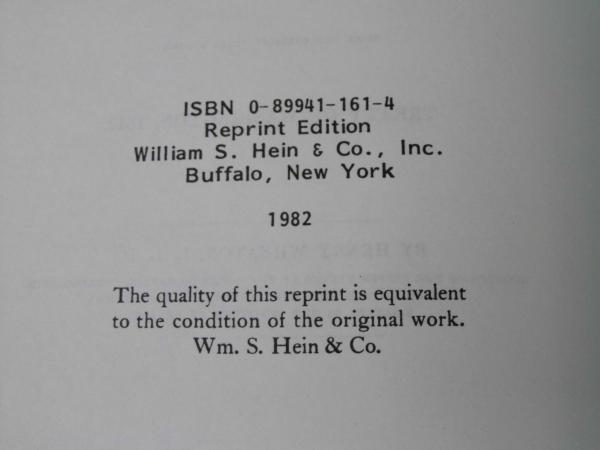 ISBN 0-89941-161-4
Reprint Edition
William S. Hein & Co., Inc.
Buffalo, New York
1982
The quality of this reprint is equivalent
to the condition of the original work.
Wm. S. Hein & Co.